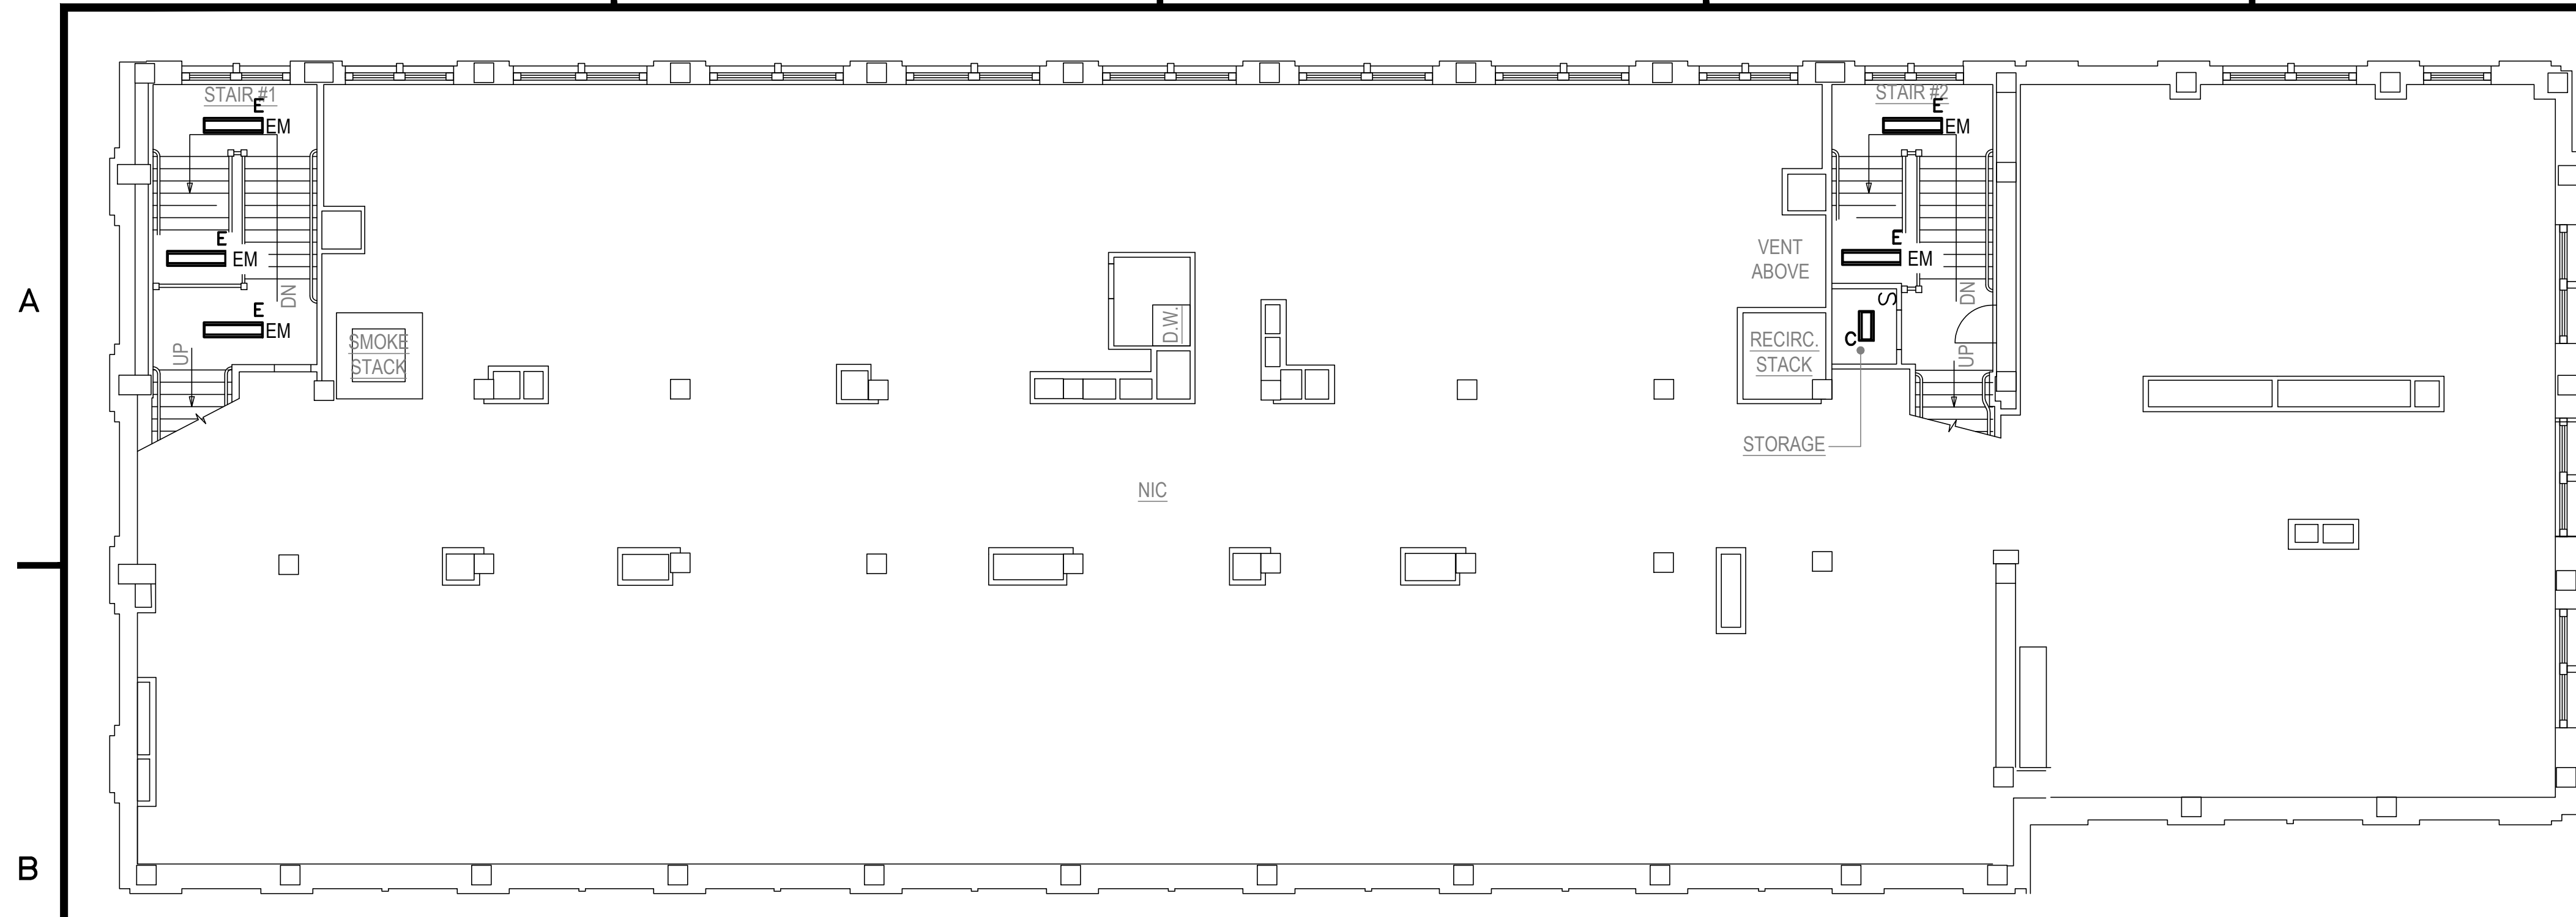 STAIR #1
E
EM
E
EM
E
EM
DN
UP
SMOKE
STACK
D.W.
VENT
ABOVE
RECIRC.
STACK
STAIR #2
E
EM
E
EM
S
C
DN
UP
STORAGE
NIC
A
B